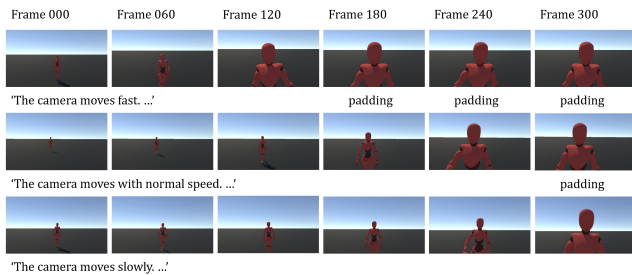 Frame 000 Frame 060 Frame 120 Frame 180 Frame 240 Frame 300
‘The camera moves fast. …’ padding padding padding
‘The camera moves with normal speed. …’ padding
‘The camera moves slowly. …’